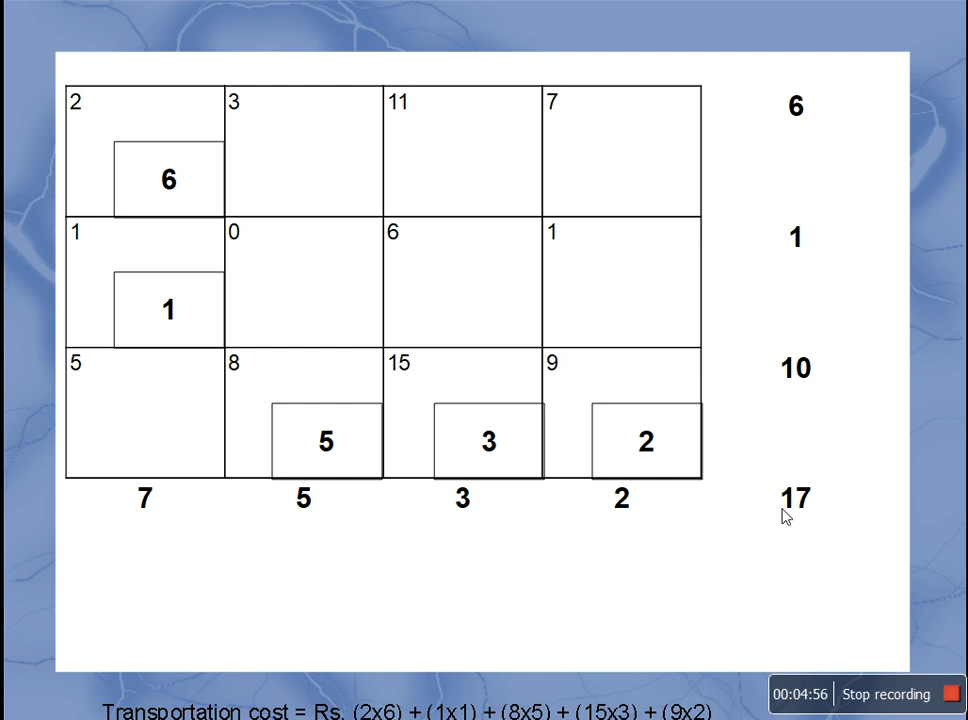 2 3 11 7 6
6
1 0 6 1 1
1
5 8 15 9 10
5 3 2
7 5 3 2 17
00:04:56 Stop recording
Transportation cost = Rs. (2x6) + (1x1) + (8x5) + (15x3) + (9x2)